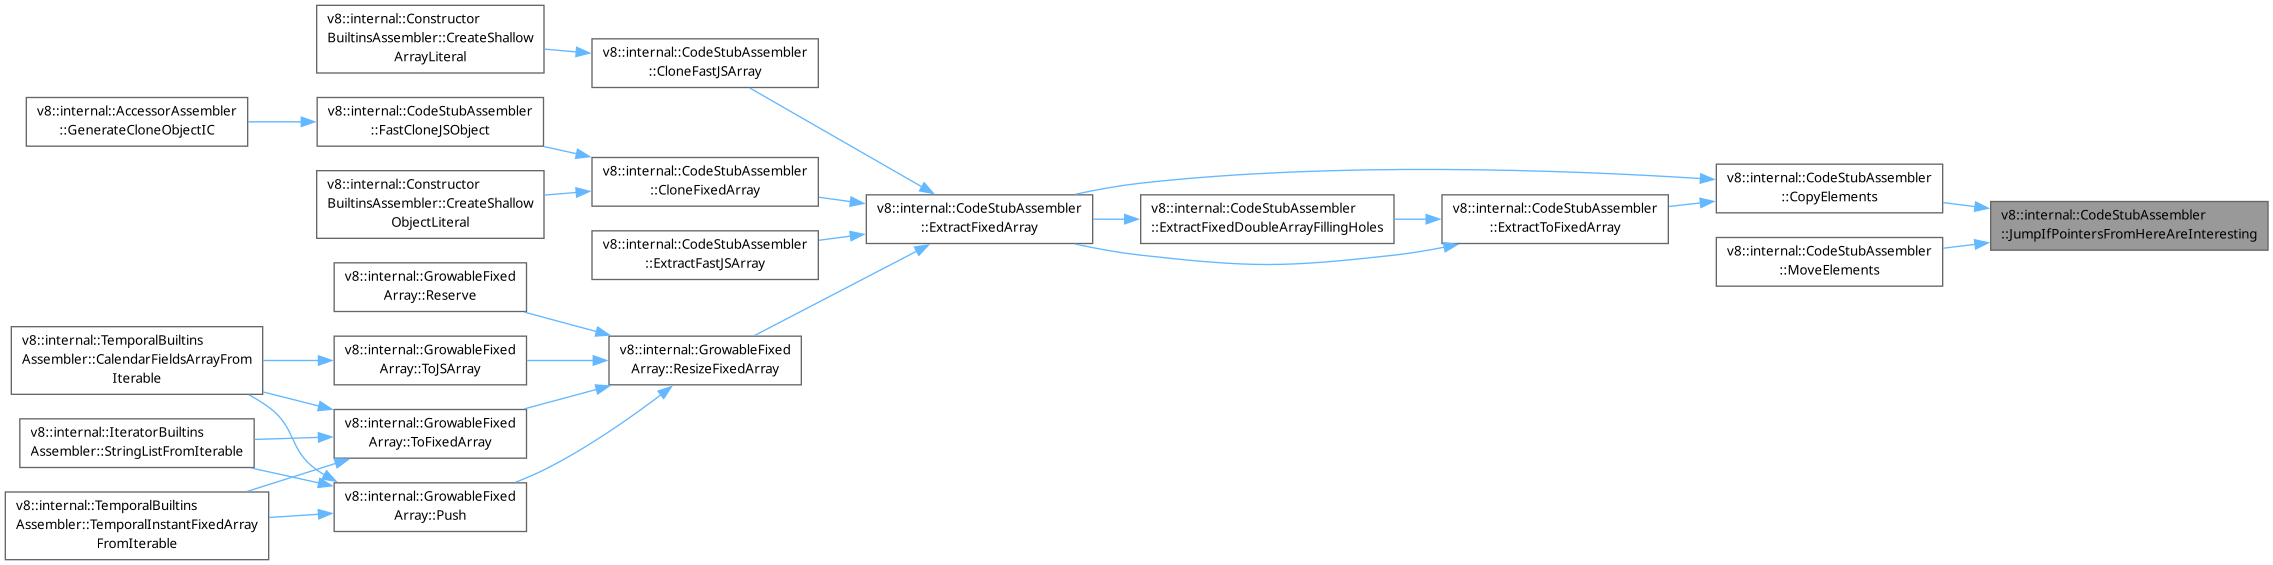 v8::internal::Constructor
BuiltinsAssembler::CreateShallow
ArrayLiteral
v8::internal::CodeStubAssembler
::CloneFastJSArray
v8::internal::AccessorAssembler
::GenerateCloneObjectIC
v8::internal::CodeStubAssembler
::FastCloneJSObject
v8::internal::CodeStubAssembler
::CloneFixedArray
v8::internal::Constructor
BuiltinsAssembler::CreateShallow
ObjectLiteral
v8::internal::CodeStubAssembler
::ExtractFastJSArray
v8::internal::CodeStubAssembler
::ExtractFixedArray
v8::internal::CodeStubAssembler
::ExtractFixedDoubleArrayFillingHoles
v8::internal::CodeStubAssembler
::ExtractToFixedArray
v8::internal::CodeStubAssembler
::CopyElements
v8::internal::CodeStubAssembler
::MoveElements
v8::internal::CodeStubAssembler
::JumpIfPointersFromHereAreInteresting
v8::internal::GrowableFixed
Array::Reserve
v8::internal::GrowableFixed
Array::ToJSArray
v8::internal::GrowableFixed
Array::ResizeFixedArray
v8::internal::TemporalBuiltins
Assembler::CalendarFieldsArrayFrom
Iterable
v8::internal::GrowableFixed
Array::ToFixedArray
v8::internal::IteratorBuiltins
Assembler::StringListFromIterable
v8::internal::GrowableFixed
Array::Push
v8::internal::TemporalBuiltins
Assembler::TemporalInstantFixedArray
FromIterable